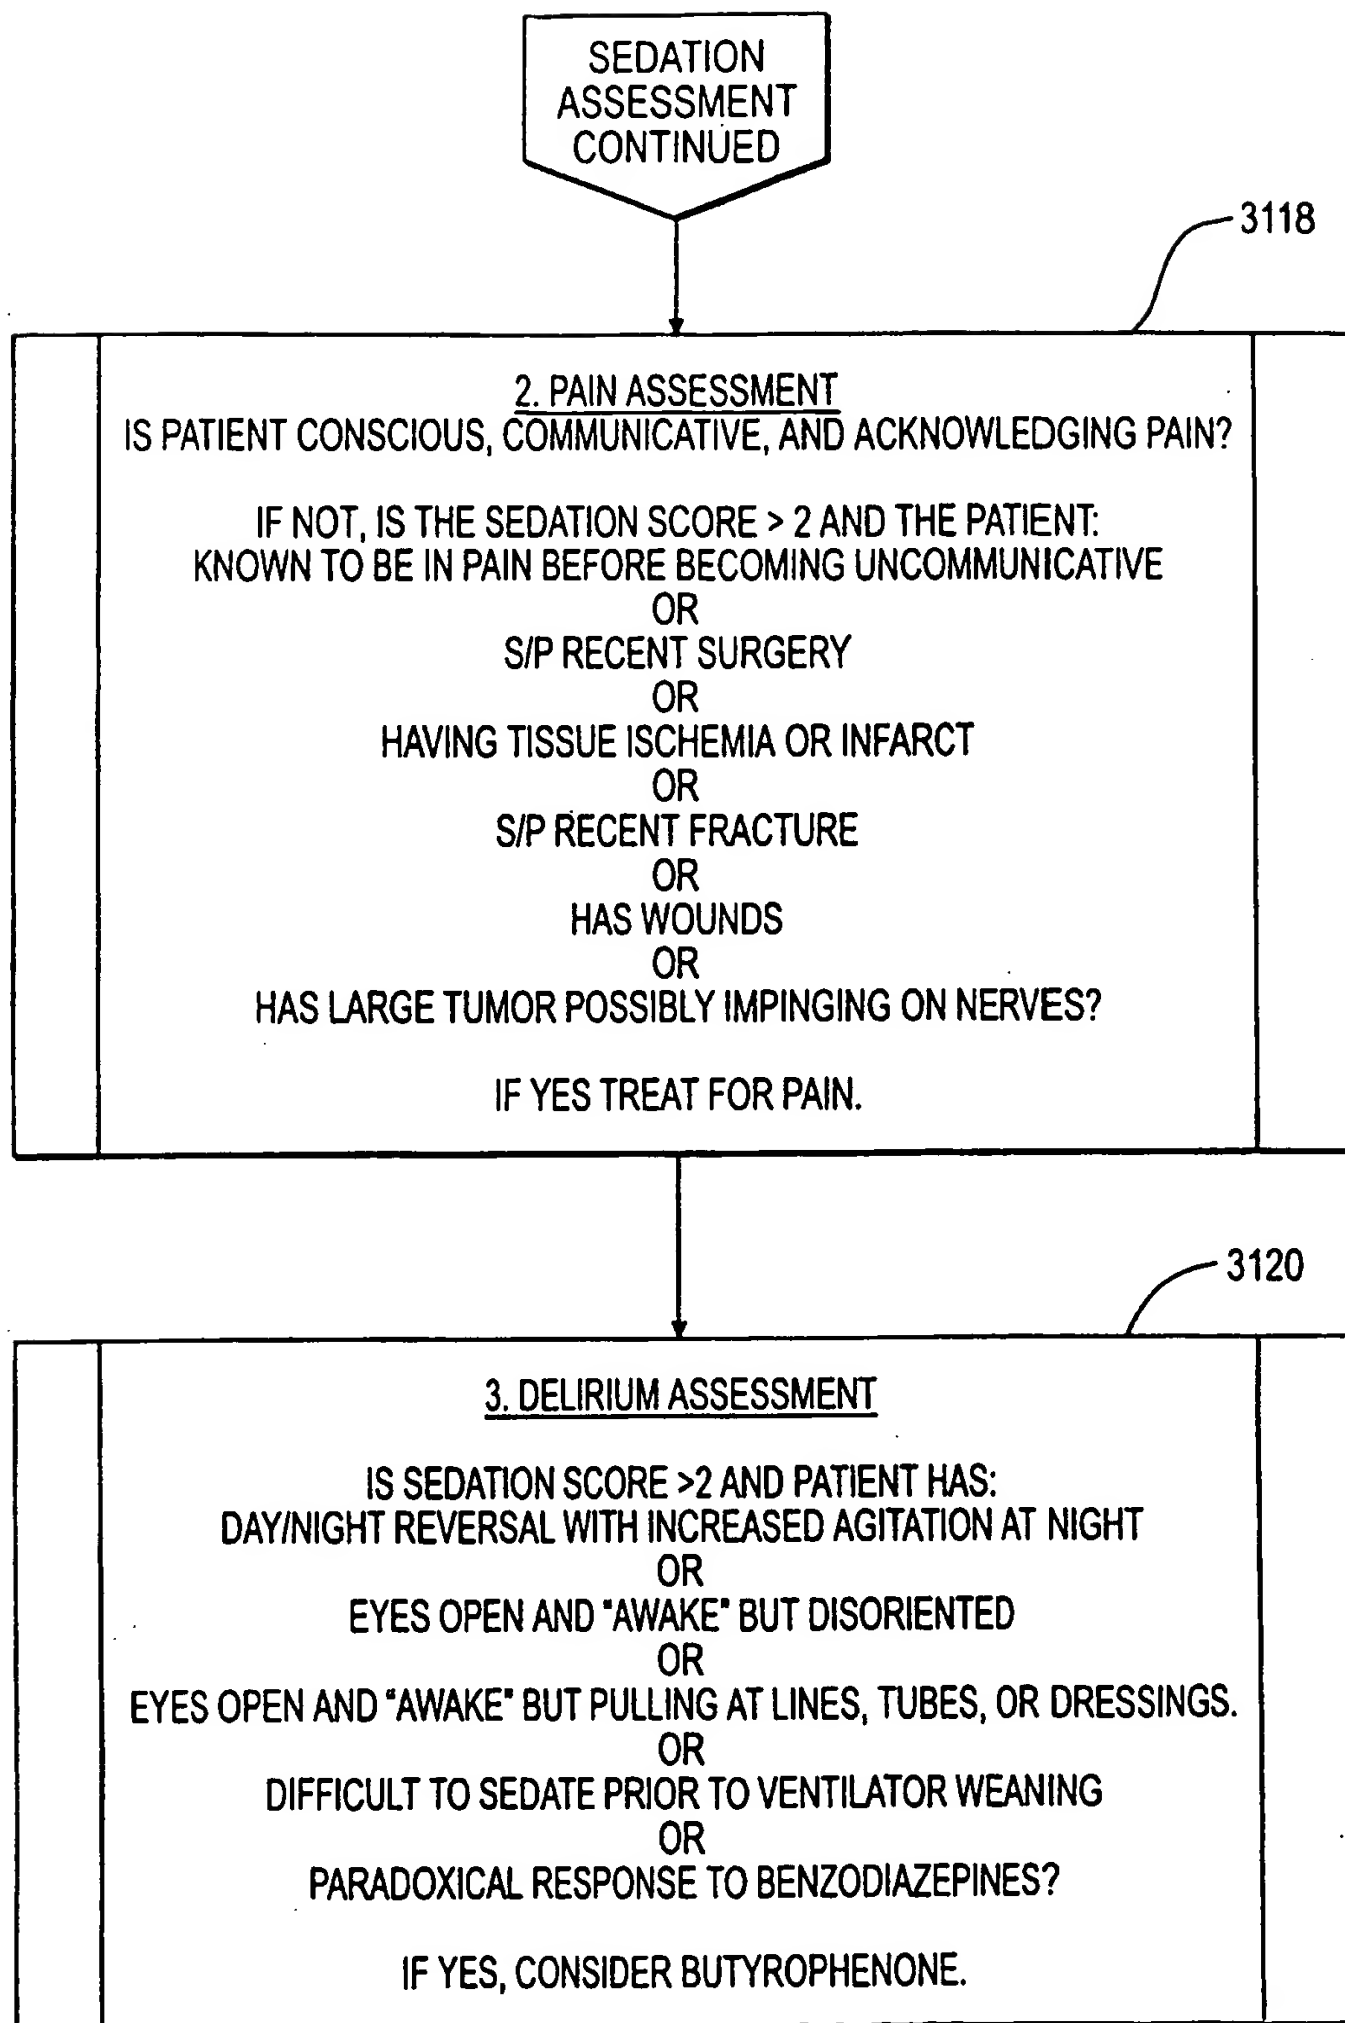 SEDATION
ASSESSMENT
CONTINUED
3118
2. PAIN ASSESSMENT
IS PATIENT CONSCIOUS, COMMUNICATIVE, AND ACKNOWLEDGING PAIN?
IF NOT, IS THE SEDATION SCORE > 2 AND THE PATIENT:
KNOWN TO BE IN PAIN BEFORE BECOMING UNCOMMUNICATIVE
OR
S/P RECENT SURGERY
OR
HAVING TISSUE ISCHEMIA OR INFARCT
OR
S/P RECENT FRACTURE
OR
HAS WOUNDS
OR
HAS LARGE TUMOR POSSIBLY IMPINGING ON NERVES?
IF YES TREAT FOR PAIN.
3120
3. DELIRIUM ASSESSMENT
IS SEDATION SCORE >2 AND PATIENT HAS:
DAY/NIGHT REVERSAL WITH INCREASED AGITATION AT NIGHT
OR
EYES OPEN AND "AWAKE" BUT DISORIENTED
OR
EYES OPEN AND "AWAKE" BUT PULLING AT LINES, TUBES, OR DRESSINGS.
OR
DIFFICULT TO SEDATE PRIOR TO VENTILATOR WEANING
OR
PARADOXICAL RESPONSE TO BENZODIAZEPINES?
IF YES, CONSIDER BUTYROPHENONE.